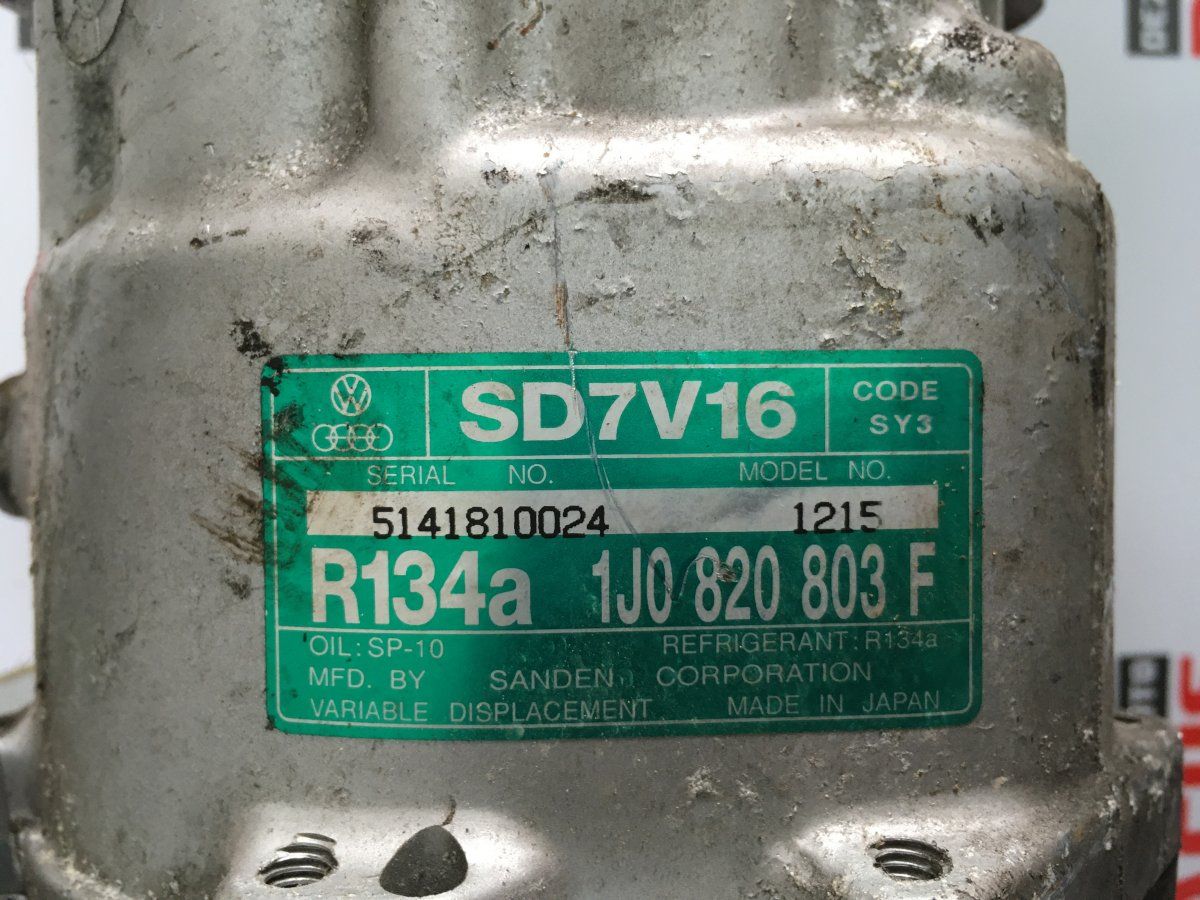 VW
SD7V16
CODE
SY3
SERIAL NO. MODEL NO.
5141810024 1215
R134a 1J0 820 803 F
OIL: SP-10 REFRIGERANT: R134a
MFD. BY SANDEN CORPORATION
VARIABLE DISPLACEMENT MADE IN JAPAN